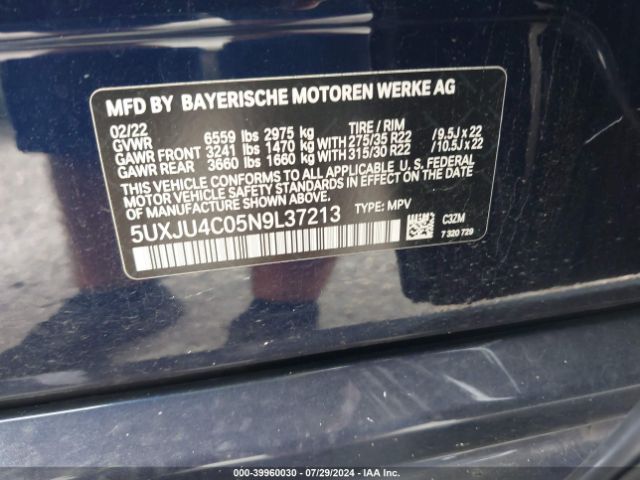 MFD BY BAYERISCHE MOTOREN WERKE AG
02/22 TIRE / RIM
GVWR 6559 lbs 2975 kg
GAWR FRONT 3241 lbs 1470 kg WITH 275/35 R22 / 9.5J x 22
GAWR REAR 3660 lbs 1660 kg WITH 315/30 R22 / 10.5J x 22
THIS VEHICLE CONFORMS TO ALL APPLICABLE U. S. FEDERAL
MOTOR VEHICLE SAFETY STANDARDS IN EFFECT ON THE DATE OF
MANUFACTURE SHOWN ABOVE.
5UXJU4C05N9L37213 TYPE: MPV
C3ZM
7 320 729
000-39960030 - 07/29/2024 - IAA Inc.